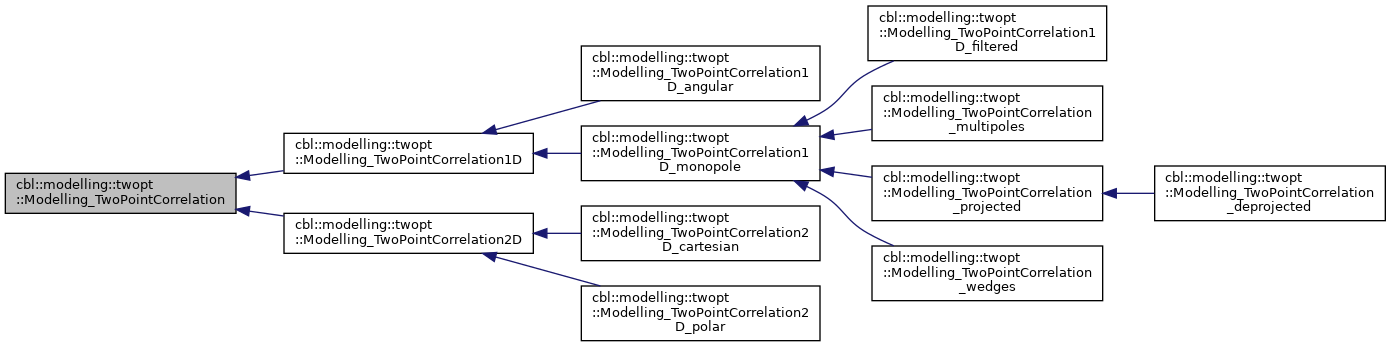 cbl::modelling::twopt
::Modelling_TwoPointCorrelation
cbl::modelling::twopt
::Modelling_TwoPointCorrelation1D
cbl::modelling::twopt
::Modelling_TwoPointCorrelation2D
cbl::modelling::twopt
::Modelling_TwoPointCorrelation1
D_angular
cbl::modelling::twopt
::Modelling_TwoPointCorrelation1
D_monopole
cbl::modelling::twopt
::Modelling_TwoPointCorrelation2
D_cartesian
cbl::modelling::twopt
::Modelling_TwoPointCorrelation2
D_polar
cbl::modelling::twopt
::Modelling_TwoPointCorrelation1
D_filtered
cbl::modelling::twopt
::Modelling_TwoPointCorrelation
_multipoles
cbl::modelling::twopt
::Modelling_TwoPointCorrelation
_projected
cbl::modelling::twopt
::Modelling_TwoPointCorrelation
_wedges
cbl::modelling::twopt
::Modelling_TwoPointCorrelation
_deprojected